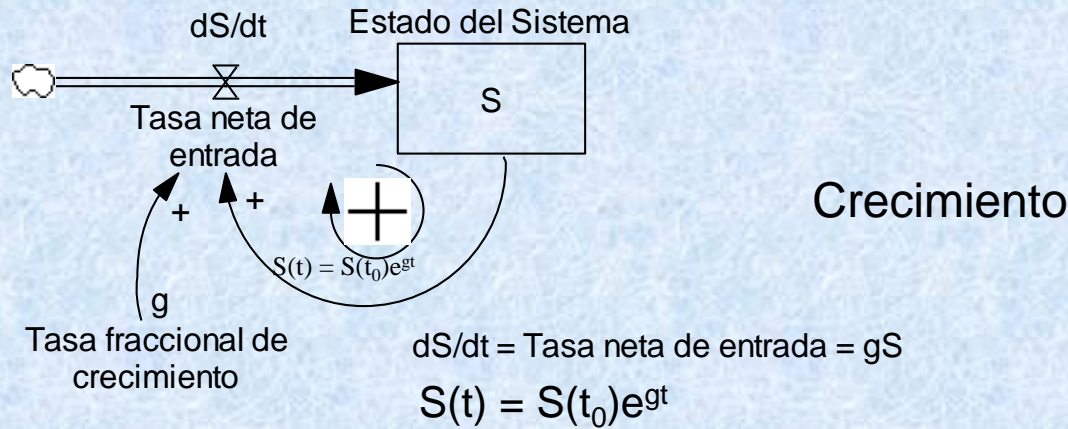 dS/dt
Estado del Sistema
S
Tasa neta de
entrada
+
+
+
S(t) = S(t₀)eᵍᵗ
g
Tasa fraccional de
crecimiento
Crecimiento
dS/dt = Tasa neta de entrada = gS
S(t) = S(t₀)eᵍᵗ